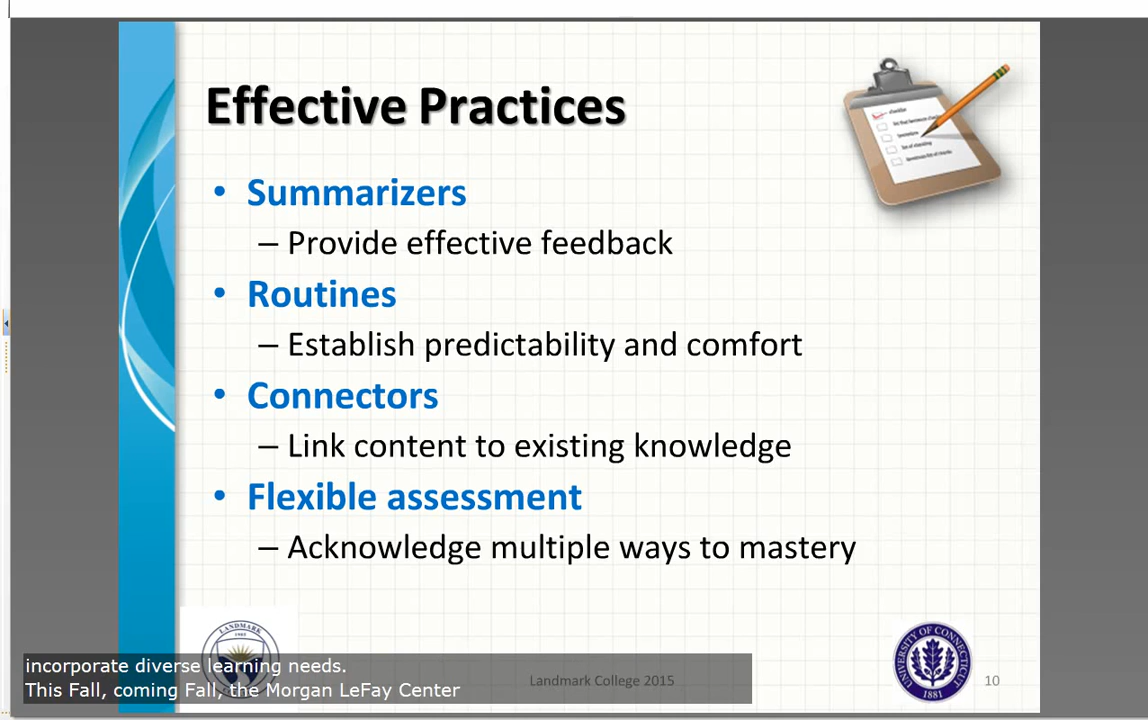 Effective Practices
checklist
• Summarizers
– Provide effective feedback
• Routines
– Establish predictability and comfort
• Connectors
– Link content to existing knowledge
• Flexible assessment
– Acknowledge multiple ways to mastery
LANDMARK
incorporate diverse learning needs.
This Fall, coming Fall, the Morgan LeFay Center
Landmark College 2015
UNIVERSITY OF CONNECTICUT
1881
10